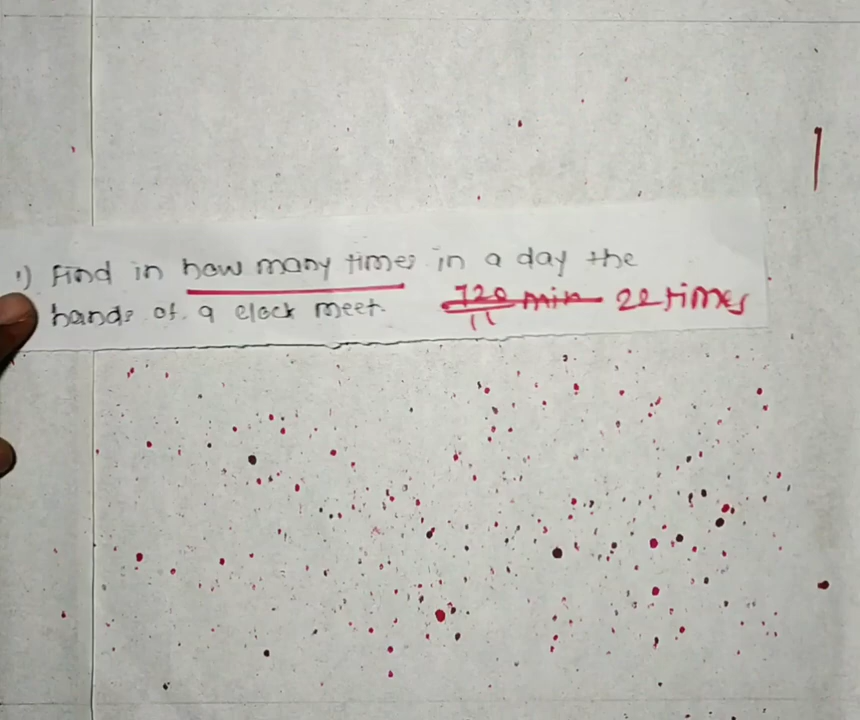 1) Find in how many times in a day the
hands of a clock meet. 720/11 min 22 times